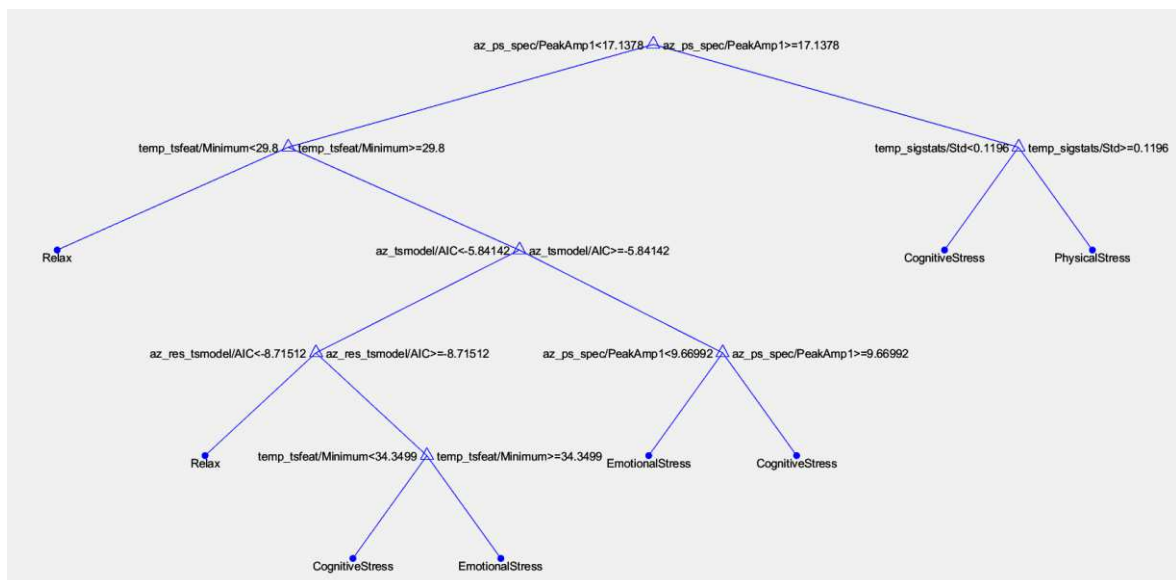 az_ps_spec/PeakAmp1<17.1378 az_ps_spec/PeakAmp1>=17.1378
temp_tsfeat/Minimum<29.8 temp_tsfeat/Minimum>=29.8
temp_sigstats/Std<0.1196 temp_sigstats/Std>=0.1196
Relax
az_tsmodel/AIC<-5.84142 az_tsmodel/AIC>=-5.84142
CognitiveStress
PhysicalStress
az_res_tsmodel/AIC<-8.71512 az_res_tsmodel/AIC>=-8.71512
az_ps_spec/PeakAmp1<9.66992 az_ps_spec/PeakAmp1>=9.66992
Relax
temp_tsfeat/Minimum<34.3499 temp_tsfeat/Minimum>=34.3499
EmotionalStress
CognitiveStress
CognitiveStress
EmotionalStress